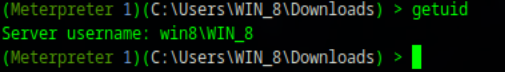 (Meterpreter 1)(C:\Users\WIN_8\Downloads) > getuid
Server username: win8\WIN_8
(Meterpreter 1)(C:\Users\WIN_8\Downloads) >